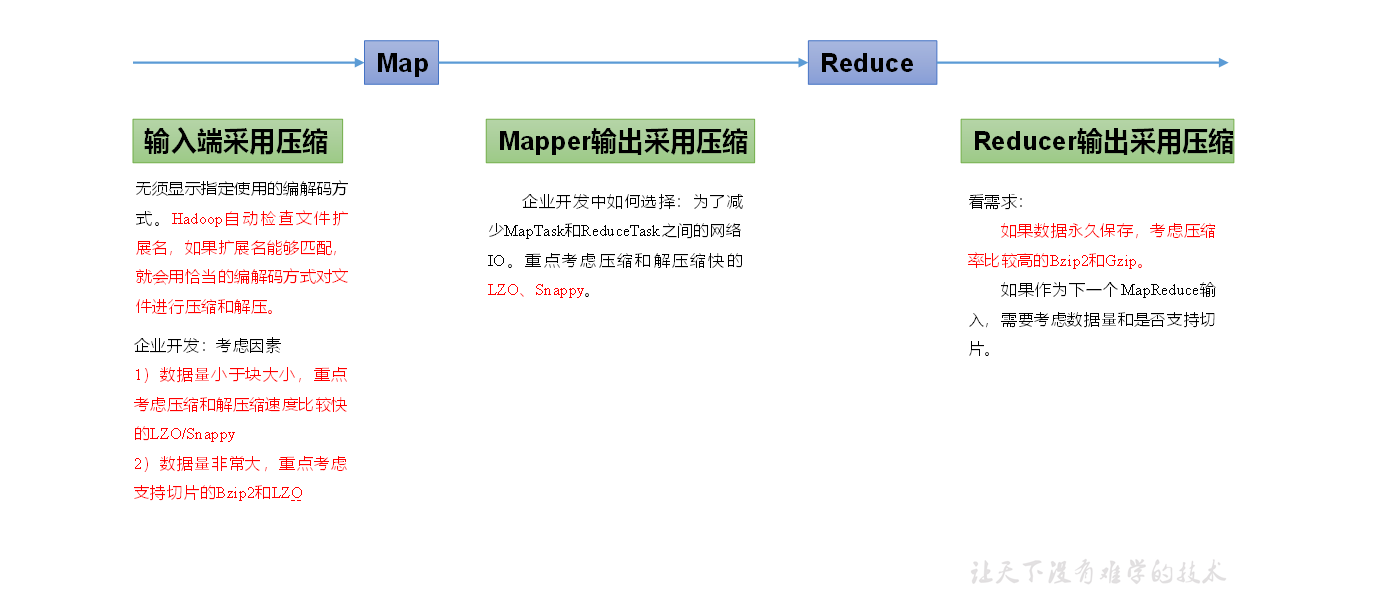 Map
Reduce
输入端采用压缩
无须显示指定使用的编解码方
式。Hadoop自动检查文件扩
展名，如果扩展名能够匹配，
就会用恰当的编解码方式对文
件进行压缩和解压。
企业开发：考虑因素
1）数据量小于块大小，重点
考虑压缩和解压缩速度比较快
的LZO/Snappy
2）数据量非常大，重点考虑
支持切片的Bzip2和LZO
Mapper输出采用压缩
企业开发中如何选择：为了减
少MapTask和ReduceTask之间的网络
IO。重点考虑压缩和解压缩快的
LZO、Snappy。
Reducer输出采用压缩
看需求：
如果数据永久保存，考虑压缩
率比较高的Bzip2和Gzip。
如果作为下一个MapReduce输
入，需要考虑数据量和是否支持切
片。
让天下没有难学的技术